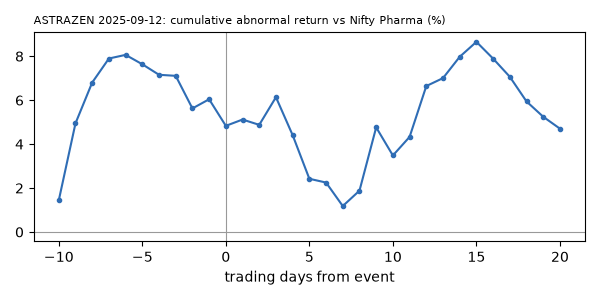 ASTRAZEN 2025-09-12: cumulative abnormal return vs Nifty Pharma (%)
8
6
4
2
0
−10 −5 0 5 10 15 20
trading days from event